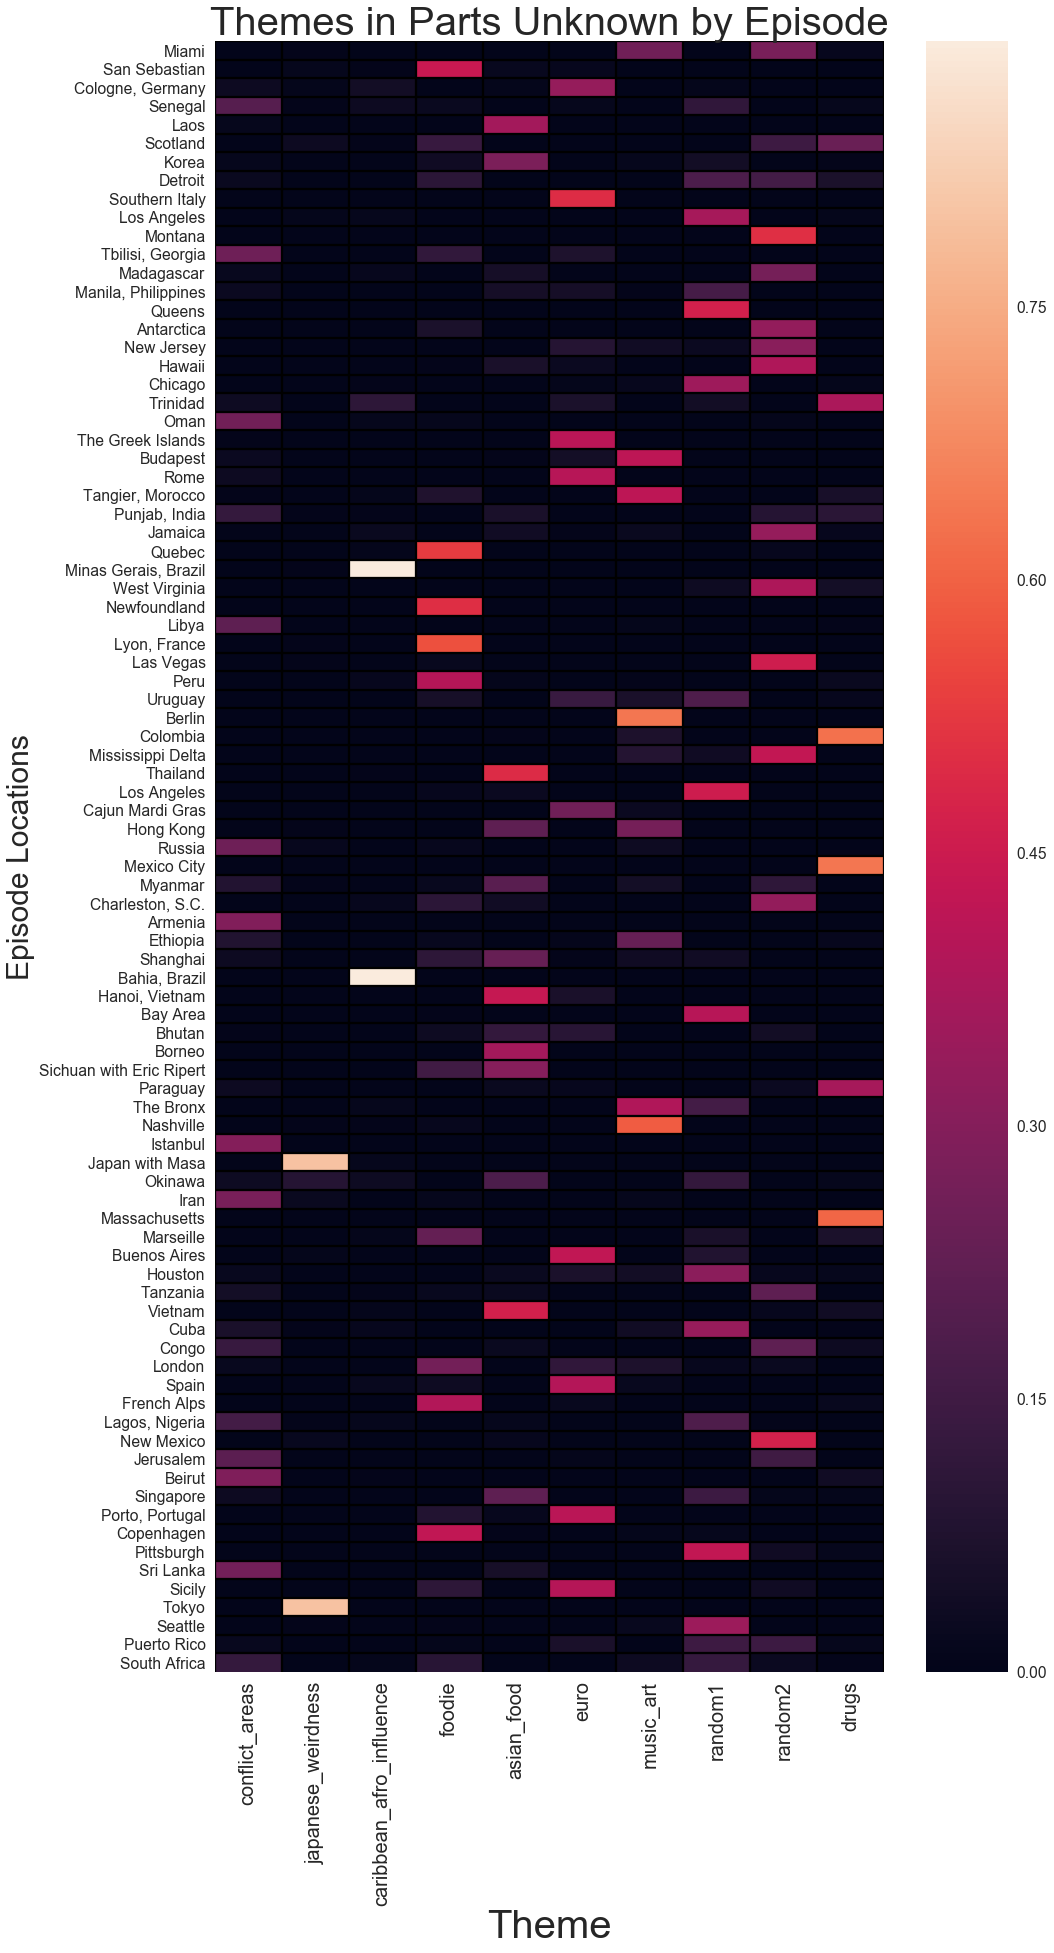 Themes in Parts Unknown by Episode
Miami
San Sebastian
Cologne, Germany
Senegal
Laos
Scotland
Korea
Detroit
Southern Italy
Los Angeles
Montana
Tbilisi, Georgia
Madagascar
Manila, Philippines
Queens
Antarctica
New Jersey
Hawaii
Chicago
Trinidad
Oman
The Greek Islands
Budapest
Rome
Tangier, Morocco
Punjab, India
Jamaica
Quebec
Minas Gerais, Brazil
West Virginia
Newfoundland
Libya
Lyon, France
Las Vegas
Peru
Uruguay
Berlin
Colombia
Mississippi Delta
Thailand
Los Angeles
Cajun Mardi Gras
Hong Kong
Russia
Mexico City
Myanmar
Charleston, S.C.
Armenia
Ethiopia
Shanghai
Bahia, Brazil
Hanoi, Vietnam
Bay Area
Bhutan
Borneo
Sichuan with Eric Ripert
Paraguay
The Bronx
Nashville
Istanbul
Japan with Masa
Okinawa
Iran
Massachusetts
Marseille
Buenos Aires
Houston
Tanzania
Vietnam
Cuba
Congo
London
Spain
French Alps
Lagos, Nigeria
New Mexico
Jerusalem
Beirut
Singapore
Porto, Portugal
Copenhagen
Pittsburgh
Sri Lanka
Sicily
Tokyo
Seattle
Puerto Rico
South Africa
Episode Locations
conflict_areas
japanese_weirdness
caribbean_afro_influence
foodie
asian_food
euro
music_art
random1
random2
drugs
Theme
0.75
0.60
0.45
0.30
0.15
0.00